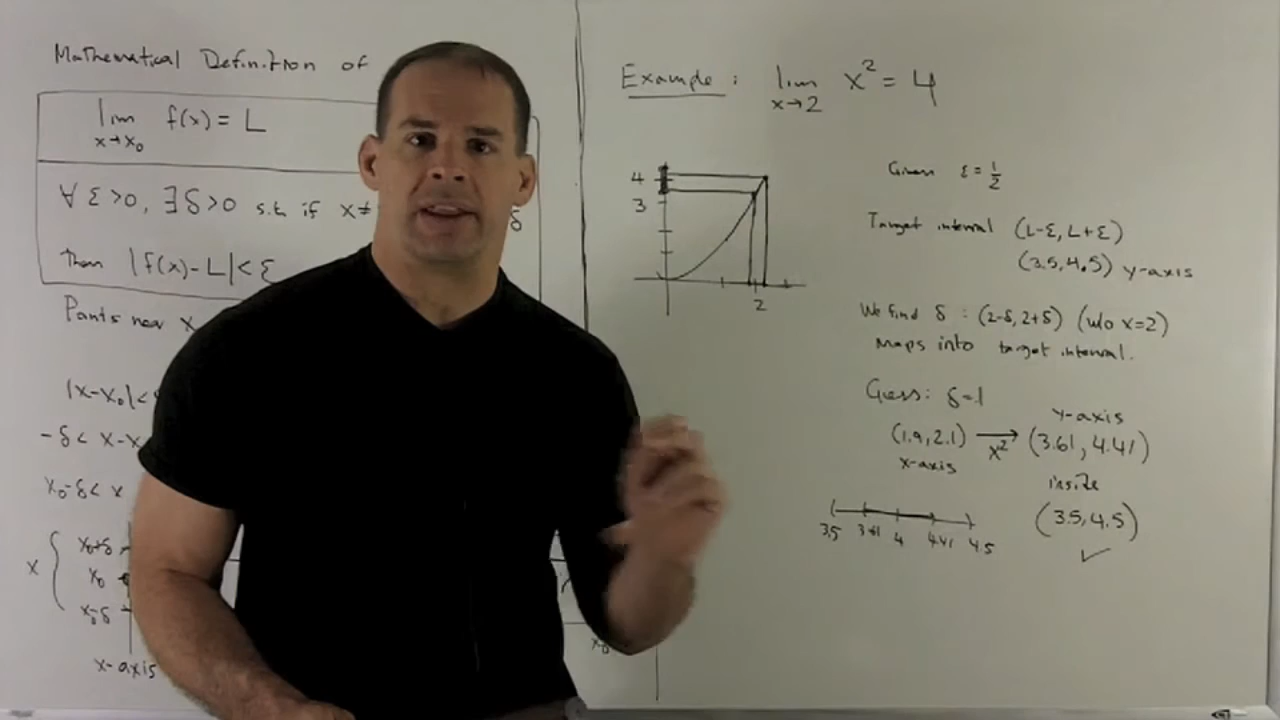 Mathematical Definition of
lim f(x) = L
x→x₀
∀ ε>0, ∃ δ>0 s.t. if x≠ δ
then |f(x)-L|<ε
Points near x
|x-x₀|<
-δ< x-x
x₀-δ< x
x₀+δ
x x₀
x₀-δ
x-axis
x₀
Example: lim x² = 4
x→2
4
3
2
Given ε=1/2
Target interval (L-ε, L+ε)
(3.5,4.5) y-axis
We find δ : (2-δ,2+δ) (w/o x=2)
maps into target interval.
Guess: δ=.1
y-axis
(1.9,2.1) → (3.61, 4.41)
x-axis x²
inside
(3.5,4.5)
3.5 3.61 4 4.41 4.5
✓